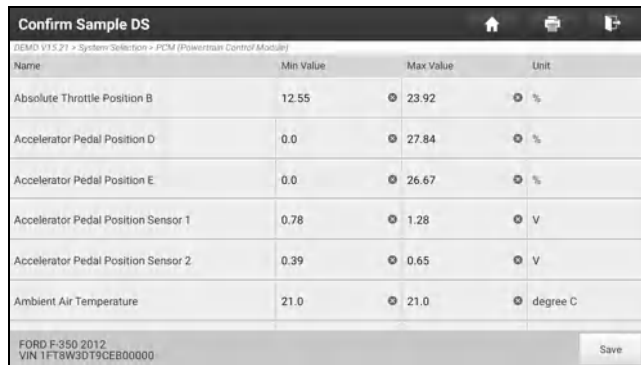 Confirm Sample DS
DEMO V15.21 > System Selection > PCM (Powertrain Control Module)
Name Min Value Max Value Unit
Absolute Throttle Position B 12.55 23.92 %
Accelerator Pedal Position D 0.0 27.84 %
Accelerator Pedal Position E 0.0 26.67 %
Accelerator Pedal Position Sensor 1 0.78 1.28 V
Accelerator Pedal Position Sensor 2 0.39 0.65 V
Ambient Air Temperature 21.0 21.0 degree C
FORD F-350 2012
VIN 1FT8W3DT9CEB00000
Save